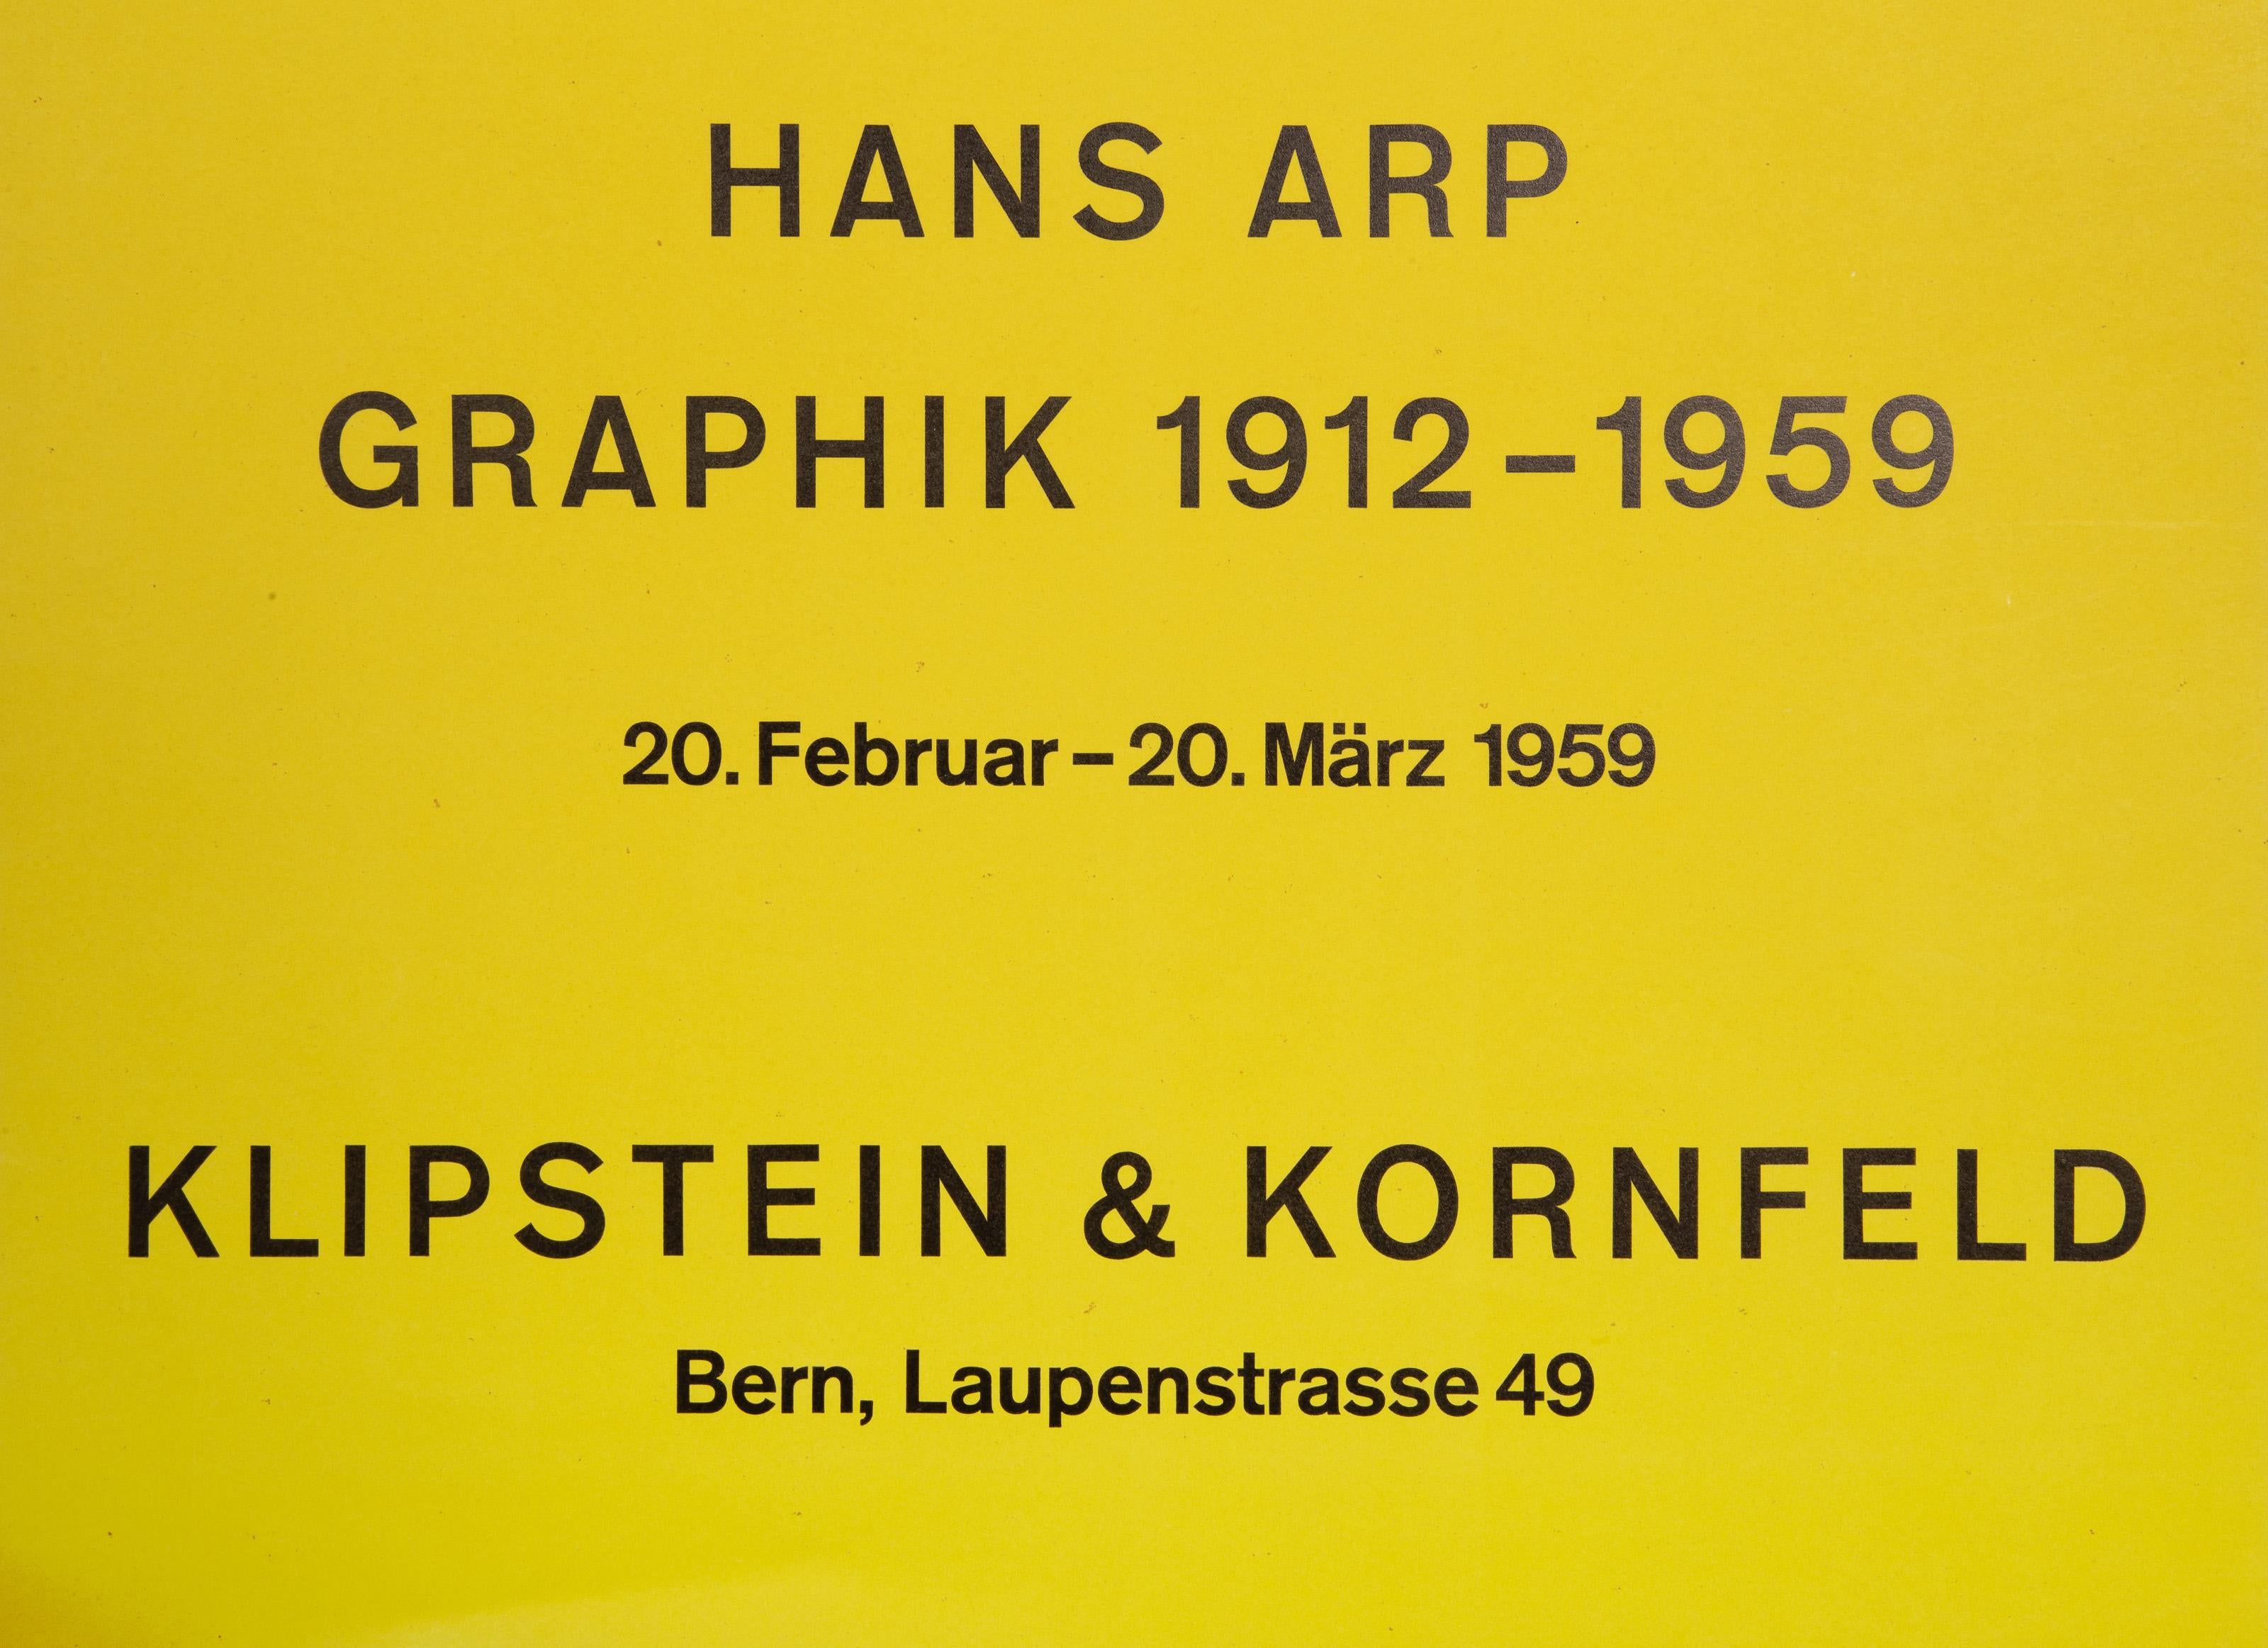 HANS ARP
GRAPHIK 1912–1959
20. Februar – 20. März 1959
KLIPSTEIN & KORNFELD
Bern, Laupenstrasse 49